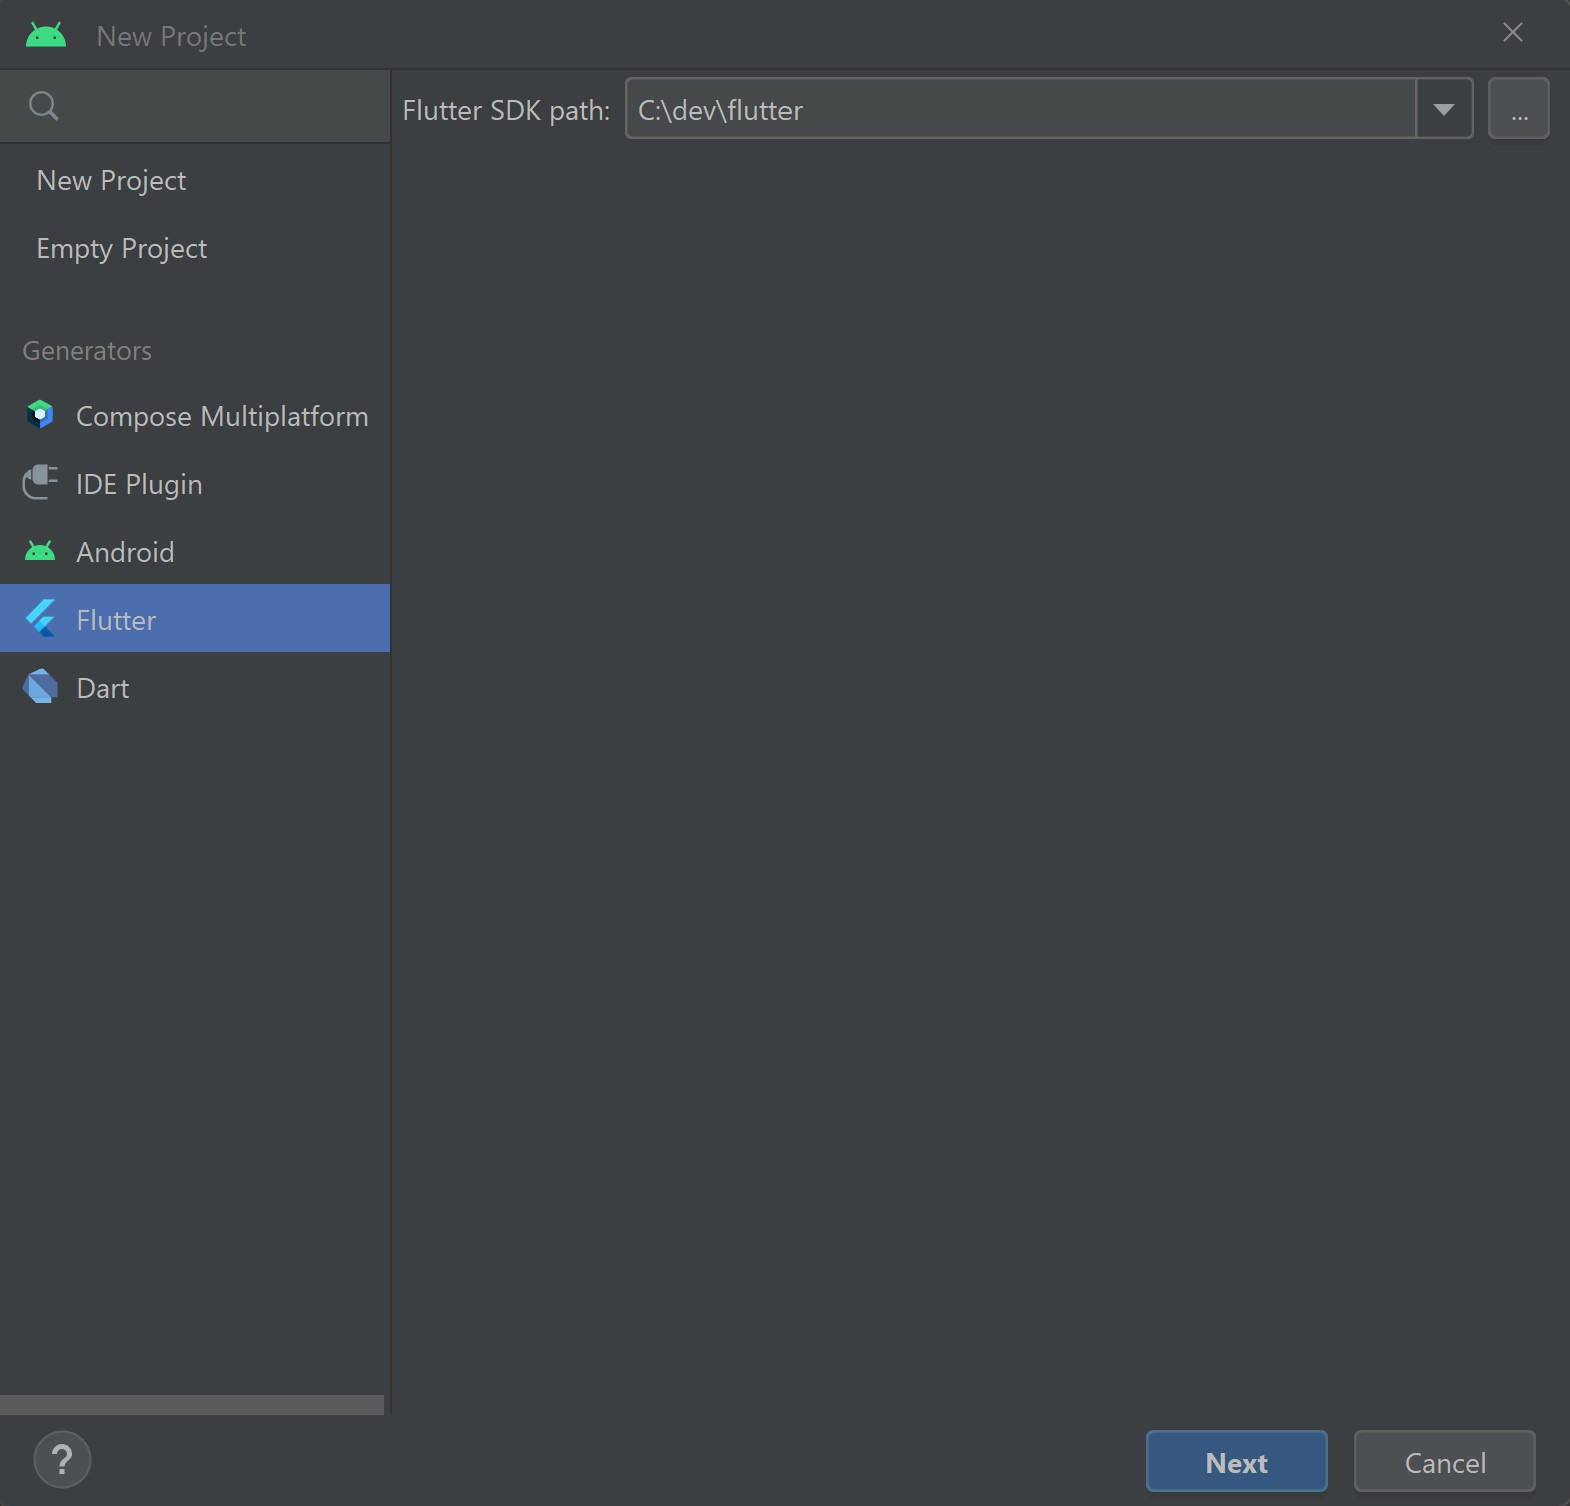 New Project
Flutter SDK path: C:\dev\flutter ...
New Project
Empty Project
Generators
Compose Multiplatform
IDE Plugin
Android
Flutter
Dart
? Next Cancel